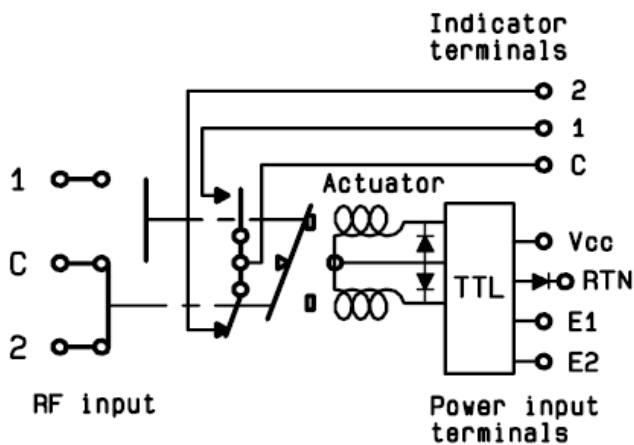 Indicator
terminals
2
1
C
1
Actuator
C
Vcc
TTL
RTN
E1
2
E2
RF input
Power input
terminals